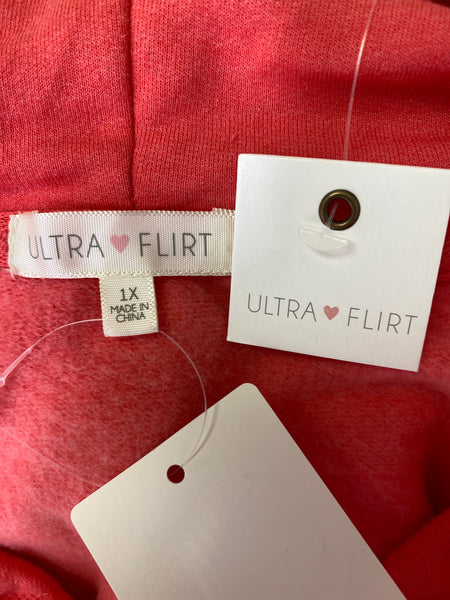 ULTRA ♥ FLIRT
1X
MADE IN
CHINA
ULTRA ♥ FLIRT